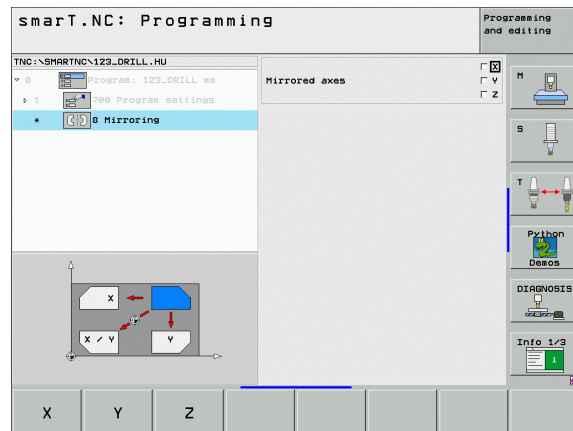 smarT.NC: Programming
Programming
and editing
TNC:\SMARTNC\123_DRILL.HU
0 Program: 123_DRILL mm
1 700 Program settings
* 8 Mirroring
Mirrored axes
X
Y
Z
M
S
T
Python
Demos
DIAGNOSIS
Info 1/3
1
X
X / Y
Y
X Y Z